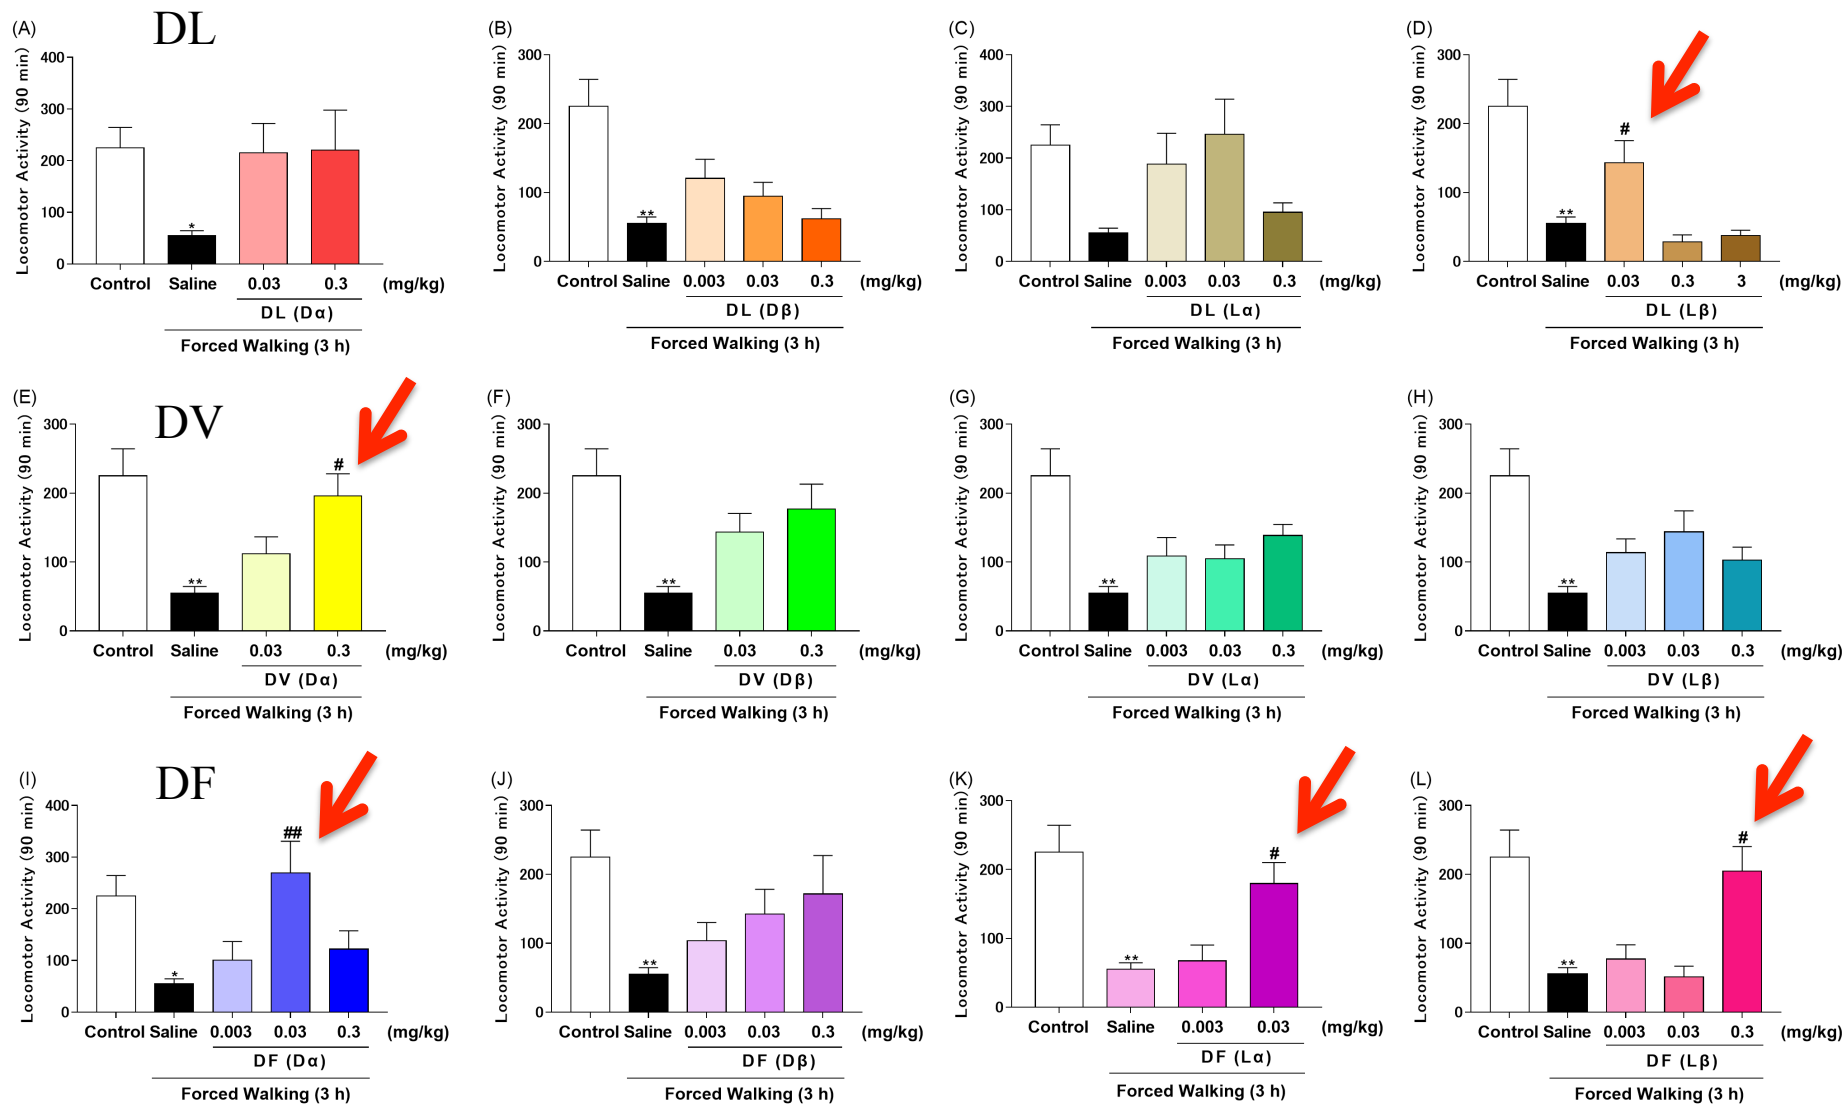 (A)
DL
Locomotor Activity (90 min)
400
300
200
100
0
*
Control Saline 0.03 0.3 (mg/kg)
DL (Dα)
Forced Walking (3 h)
(B)
Locomotor Activity (90 min)
300
200
100
0
**
Control Saline 0.003 0.03 0.3
DL (Dβ)
Forced Walking (3 h)
(C)
Locomotor Activity (90 min)
400
300
200
100
0
Control Saline 0.003 0.03 0.3 (mg/kg)
DL (Lα)
Forced Walking (3 h)
(D)
Locomotor Activity (90 min)
300
200
100
0
**
#
Control Saline 0.03 0.3 3 (mg/kg)
DL (Lβ)
Forced Walking (3 h)
(E)
DV
Locomotor Activity (90 min)
300
200
100
0
**
#
Control Saline 0.03 0.3 (mg/kg)
DV (Dα)
Forced Walking (3 h)
(F)
Locomotor Activity (90 min)
300
200
100
0
**
Control Saline 0.03 0.3 (mg/kg)
DV (Dβ)
Forced Walking (3 h)
(G)
Locomotor Activity (90 min)
300
200
100
0
**
Control Saline 0.003 0.03 0.3 (mg/kg)
DV (Lα)
Forced Walking (3 h)
(H)
Locomotor Activity (90 min)
300
200
100
0
**
Control Saline 0.003 0.03 0.3 (mg/kg)
DV (Lβ)
Forced Walking (3 h)
(I)
DF
Locomotor Activity (90 min)
400
300
200
100
0
*
##
Control Saline 0.003 0.03 0.3 (mg/kg)
DF (Dα)
Forced Walking (3 h)
(J)
Locomotor Activity (90 min)
300
200
100
0
**
Control Saline 0.003 0.03 0.3 (mg/kg)
DF (Dβ)
Forced Walking (3 h)
(K)
Locomotor Activity (90 min)
300
200
100
0
**
#
Control Saline 0.003 0.03 (mg/kg)
DF (Lα)
Forced Walking (3 h)
(L)
Locomotor Activity (90 min)
300
200
100
0
**
#
Control Saline 0.003 0.03 0.3 (mg/kg)
DF (Lβ)
Forced Walking (3 h)